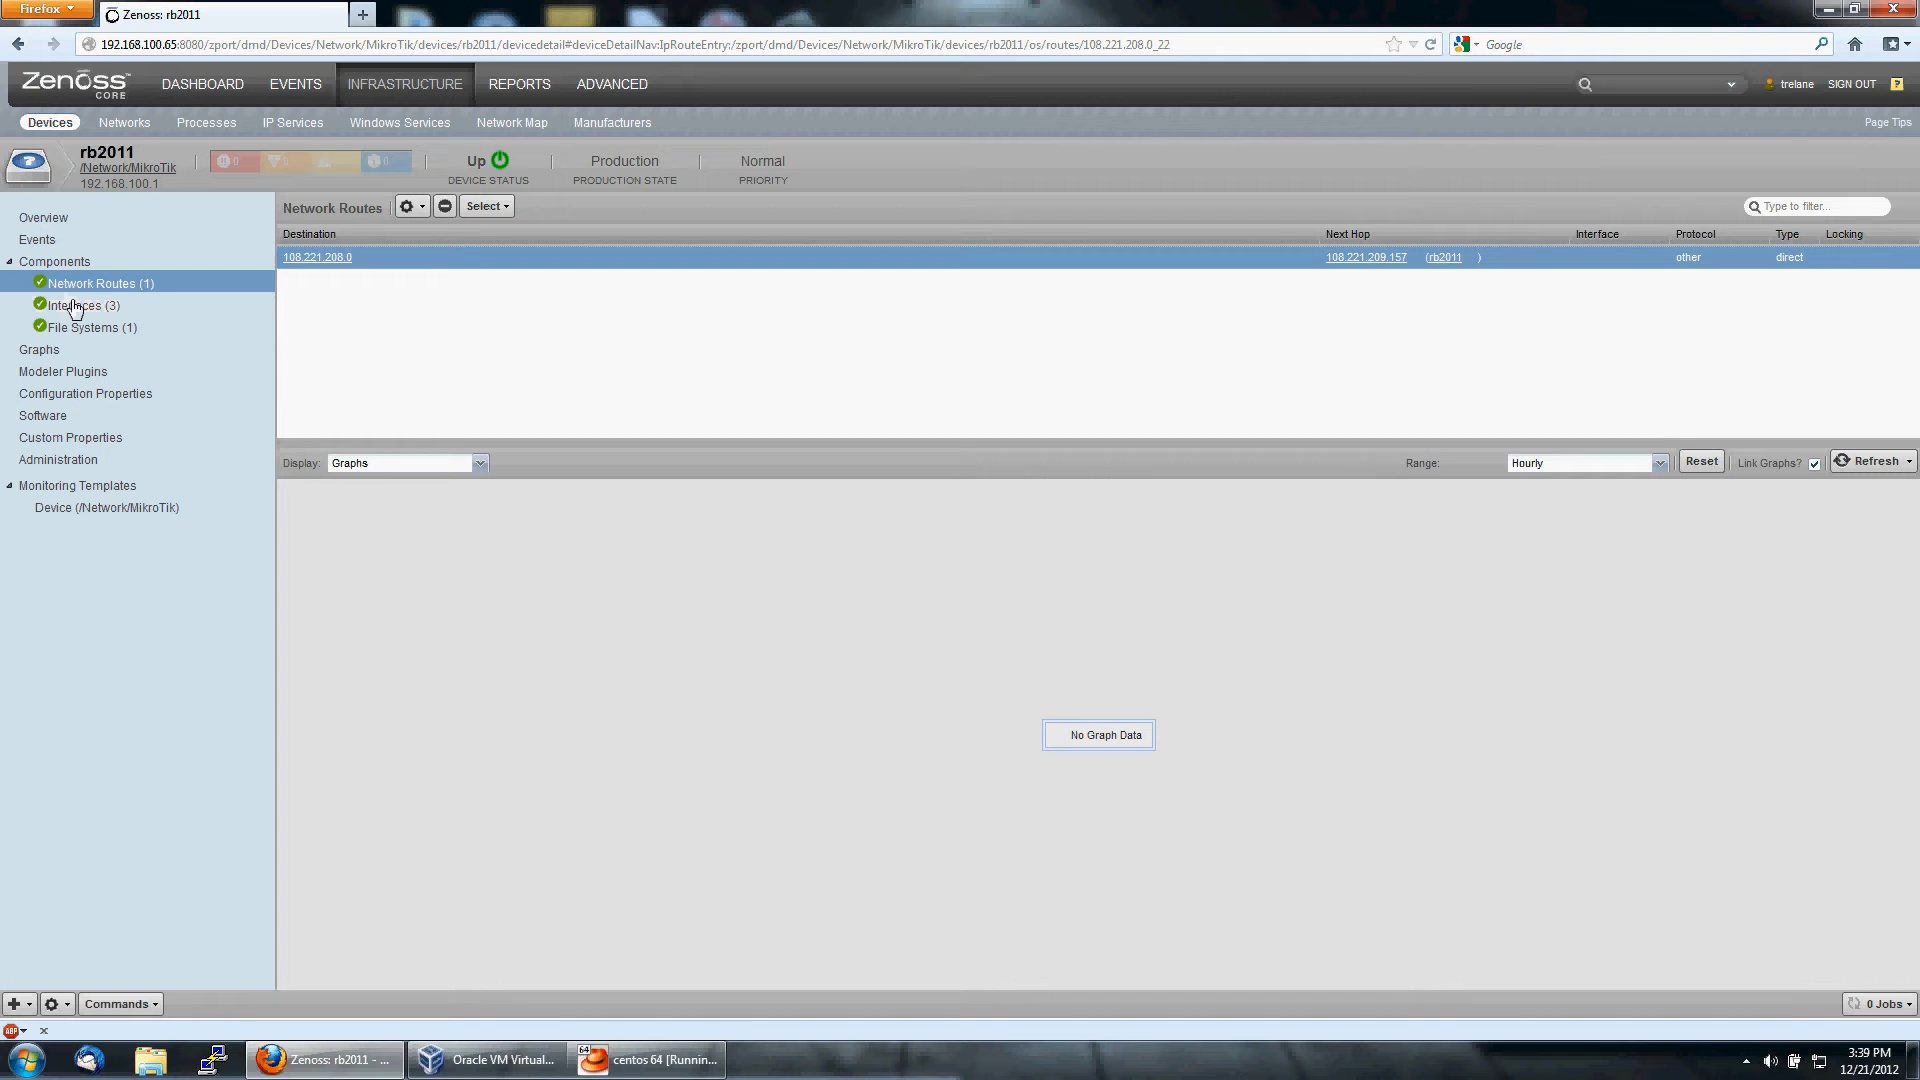 Firefox
Zenoss: rb2011
192.168.100.65:8080/zport/dmd/Devices/Network/MikroTik/devices/rb2011/devicedetail#deviceDetailNav:IpRouteEntry:/zport/dmd/Devices/Network/MikroTik/devices/rb2011/os/routes/108.221.208.0_22
Google
Zenoss CORE
DASHBOARD EVENTS INFRASTRUCTURE REPORTS ADVANCED
trelane SIGN OUT ?
Devices Networks Processes IP Services Windows Services Network Map Manufacturers
Page Tips
rb2011
/Network/MikroTik
192.168.100.1
0 0 0
Up
DEVICE STATUS
Production
PRODUCTION STATE
Normal
PRIORITY
Overview
Events
Components
Network Routes (1)
Interfaces (3)
File Systems (1)
Graphs
Modeler Plugins
Configuration Properties
Software
Custom Properties
Administration
Monitoring Templates
Device (/Network/MikroTik)
Network Routes Select
Type to filter...
Destination Next Hop Interface Protocol Type Locking
108.221.208.0 108.221.209.157 (rb2011 ) other direct
Display: Graphs
Range: Hourly Reset Link Graphs? Refresh
No Graph Data
Commands
0 Jobs
ABP
Zenoss: rb2011 - ...
Oracle VM Virtual...
64 centos 64 [Runnin...
3:39 PM
12/21/2012